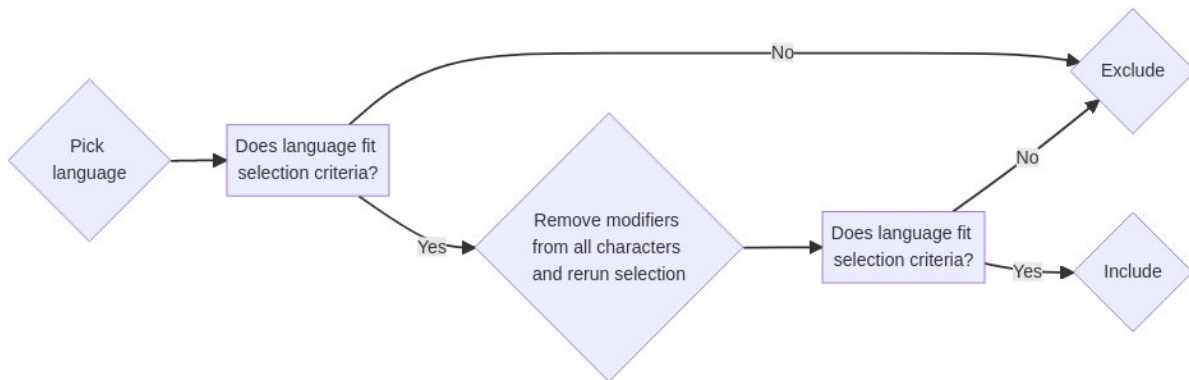 Pick
language
Does language fit
selection criteria?
No
Yes
Remove modifiers
from all characters
and rerun selection
Does language fit
selection criteria?
No
Yes
Exclude
Include